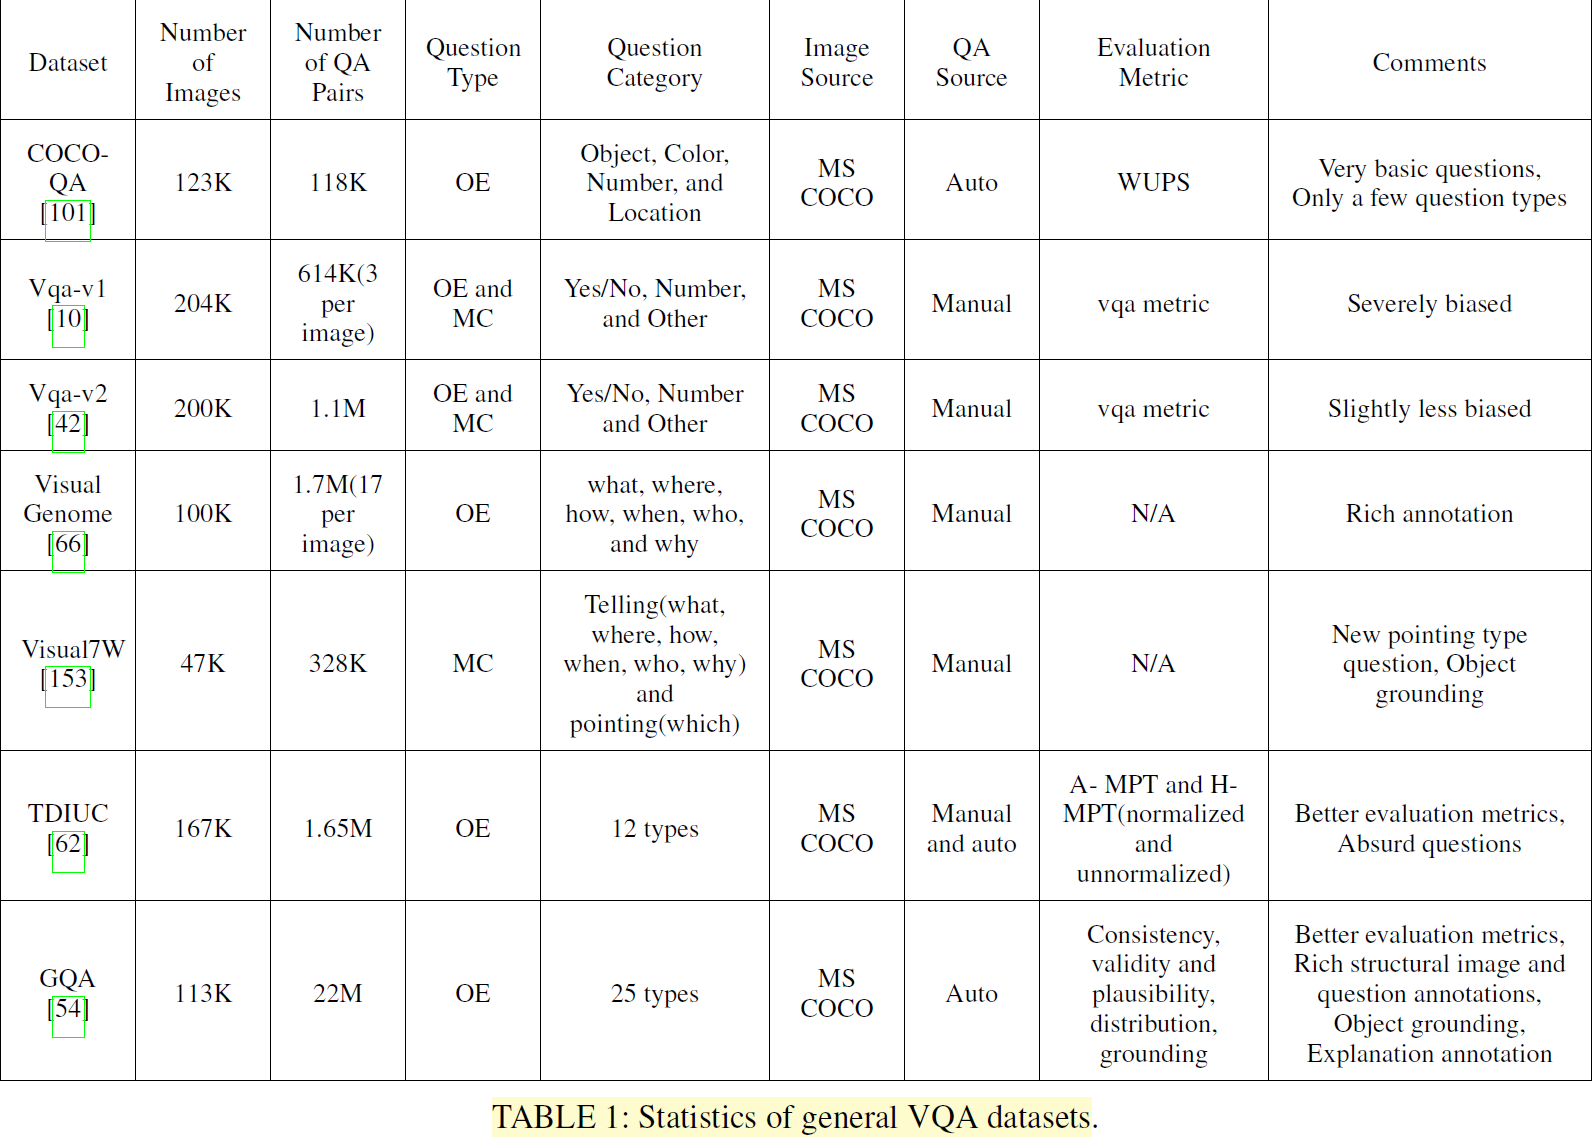 Dataset
Number
of
Images
Number
of QA
Pairs
Question
Type
Question
Category
Image
Source
QA
Source
Evaluation
Metric
Comments
COCO-
QA
[101]
123K
118K
OE
Object, Color,
Number, and
Location
MS
COCO
Auto
WUPS
Very basic questions,
Only a few question types
Vqa-v1
[10]
204K
614K(3
per
image)
OE and
MC
Yes/No, Number,
and Other
MS
COCO
Manual
vqa metric
Severely biased
Vqa-v2
[42]
200K
1.1M
OE and
MC
Yes/No, Number
and Other
MS
COCO
Manual
vqa metric
Slightly less biased
Visual
Genome
[66]
100K
1.7M(17
per
image)
OE
what, where,
how, when, who,
and why
MS
COCO
Manual
N/A
Rich annotation
Visual7W
[153]
47K
328K
MC
Telling(what,
where, how,
when, who, why)
and
pointing(which)
MS
COCO
Manual
N/A
New pointing type
question, Object
grounding
TDIUC
[62]
167K
1.65M
OE
12 types
MS
COCO
Manual
and auto
A- MPT and H-
MPT(normalized
and
unnormalized)
Better evaluation metrics,
Absurd questions
GQA
[54]
113K
22M
OE
25 types
MS
COCO
Auto
Consistency,
validity and
plausibility,
distribution,
grounding
Better evaluation metrics,
Rich structural image and
question annotations,
Object grounding,
Explanation annotation
TABLE 1: Statistics of general VQA datasets.